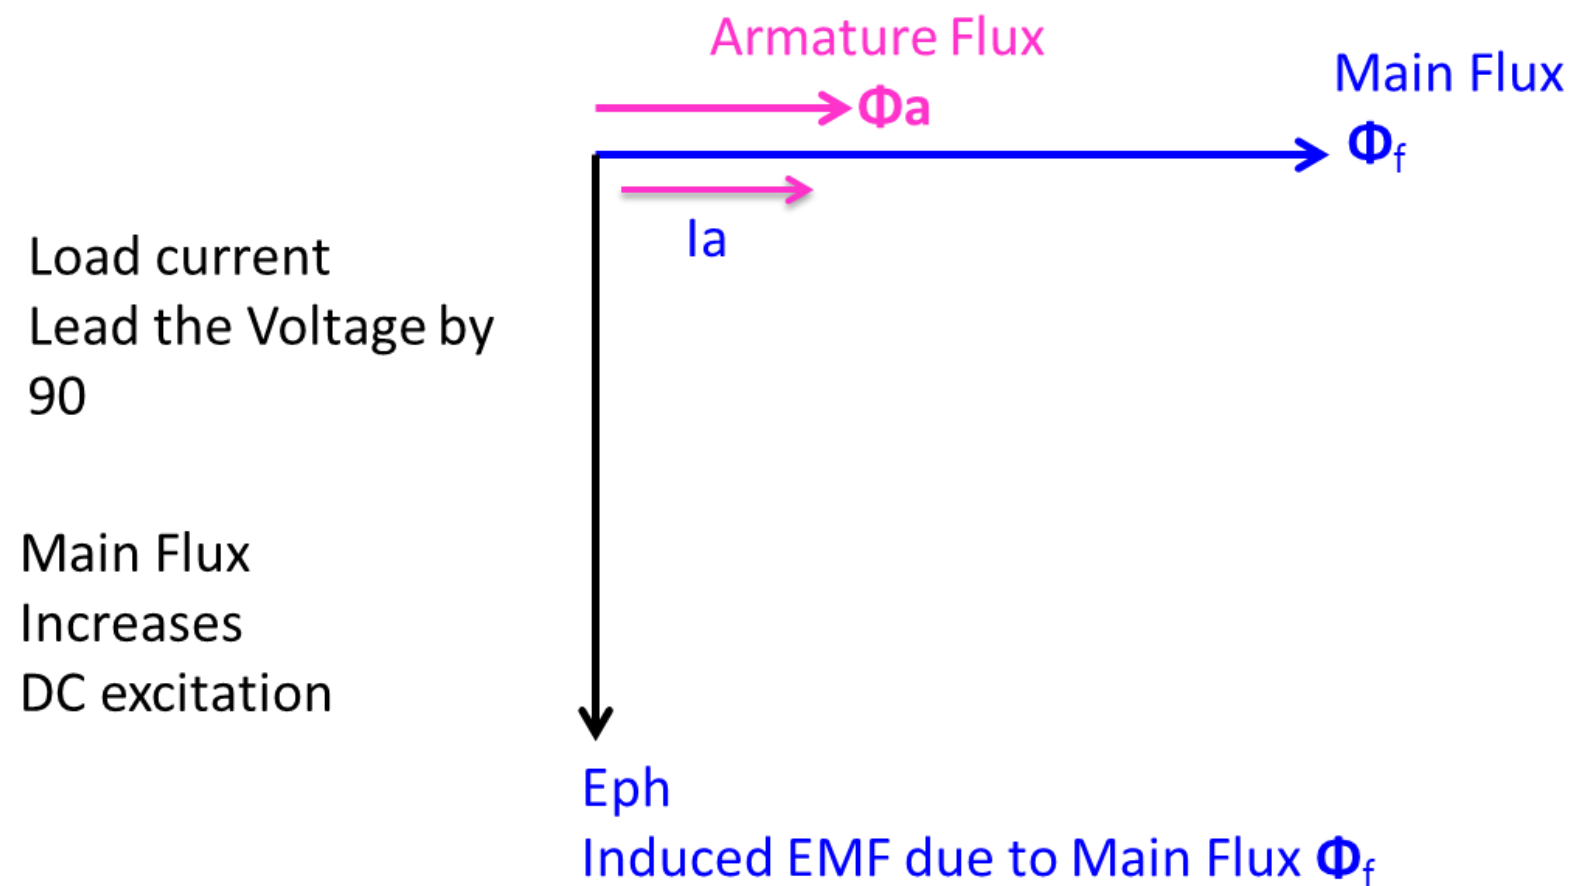 Armature Flux
Main Flux
Φa
Φf
Ia
Load current
Lead the Voltage by
90
Main Flux
Increases
DC excitation
Eph
Induced EMF due to Main Flux Φf